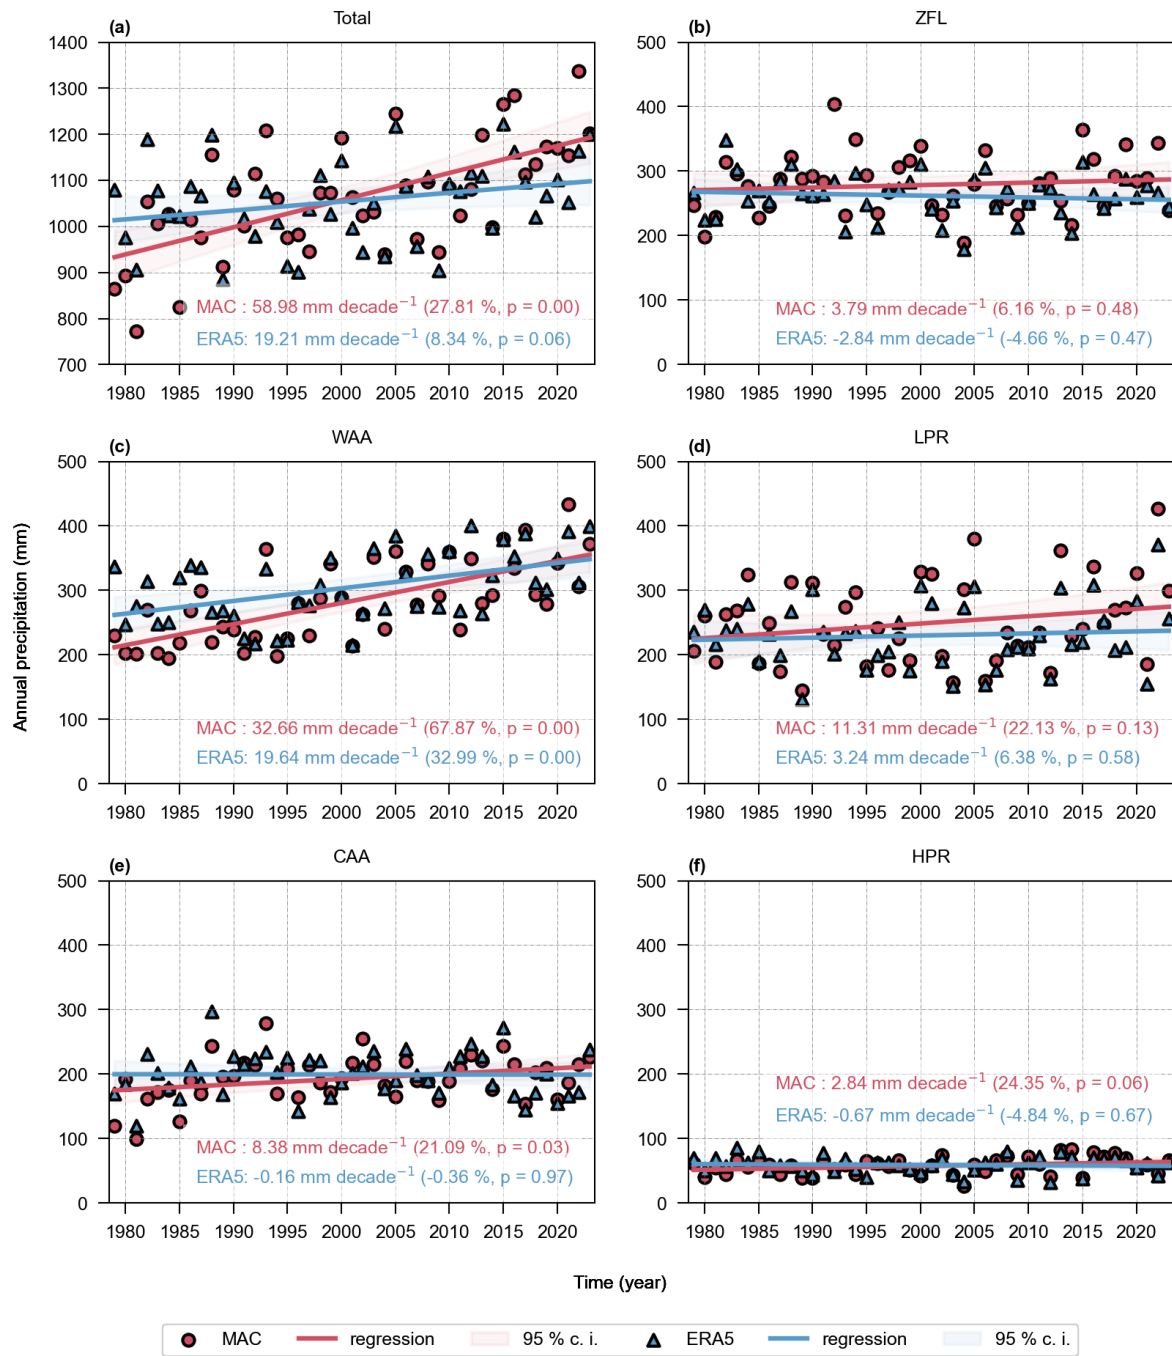 (a) Total
1400
1300
1200
1100
1000
900
800
700
MAC : 58.98 mm decade⁻¹ (27.81 %, p = 0.00)
ERA5: 19.21 mm decade⁻¹ (8.34 %, p = 0.06)
1980 1985 1990 1995 2000 2005 2010 2015 2020
(b) ZFL
500
400
300
200
100
0
MAC : 3.79 mm decade⁻¹ (6.16 %, p = 0.48)
ERA5: -2.84 mm decade⁻¹ (-4.66 %, p = 0.47)
1980 1985 1990 1995 2000 2005 2010 2015 2020
Annual precipitation (mm)
(c) WAA
500
400
300
200
100
0
MAC : 32.66 mm decade⁻¹ (67.87 %, p = 0.00)
ERA5: 19.64 mm decade⁻¹ (32.99 %, p = 0.00)
1980 1985 1990 1995 2000 2005 2010 2015 2020
(d) LPR
500
400
300
200
100
0
MAC : 11.31 mm decade⁻¹ (22.13 %, p = 0.13)
ERA5: 3.24 mm decade⁻¹ (6.38 %, p = 0.58)
1980 1985 1990 1995 2000 2005 2010 2015 2020
(e) CAA
500
400
300
200
100
0
MAC : 8.38 mm decade⁻¹ (21.09 %, p = 0.03)
ERA5: -0.16 mm decade⁻¹ (-0.36 %, p = 0.97)
1980 1985 1990 1995 2000 2005 2010 2015 2020
(f) HPR
500
400
300
200
100
0
MAC : 2.84 mm decade⁻¹ (24.35 %, p = 0.06)
ERA5: -0.67 mm decade⁻¹ (-4.84 %, p = 0.67)
1980 1985 1990 1995 2000 2005 2010 2015 2020
Time (year)
MAC regression 95 % c. i. ERA5 regression 95 % c. i.